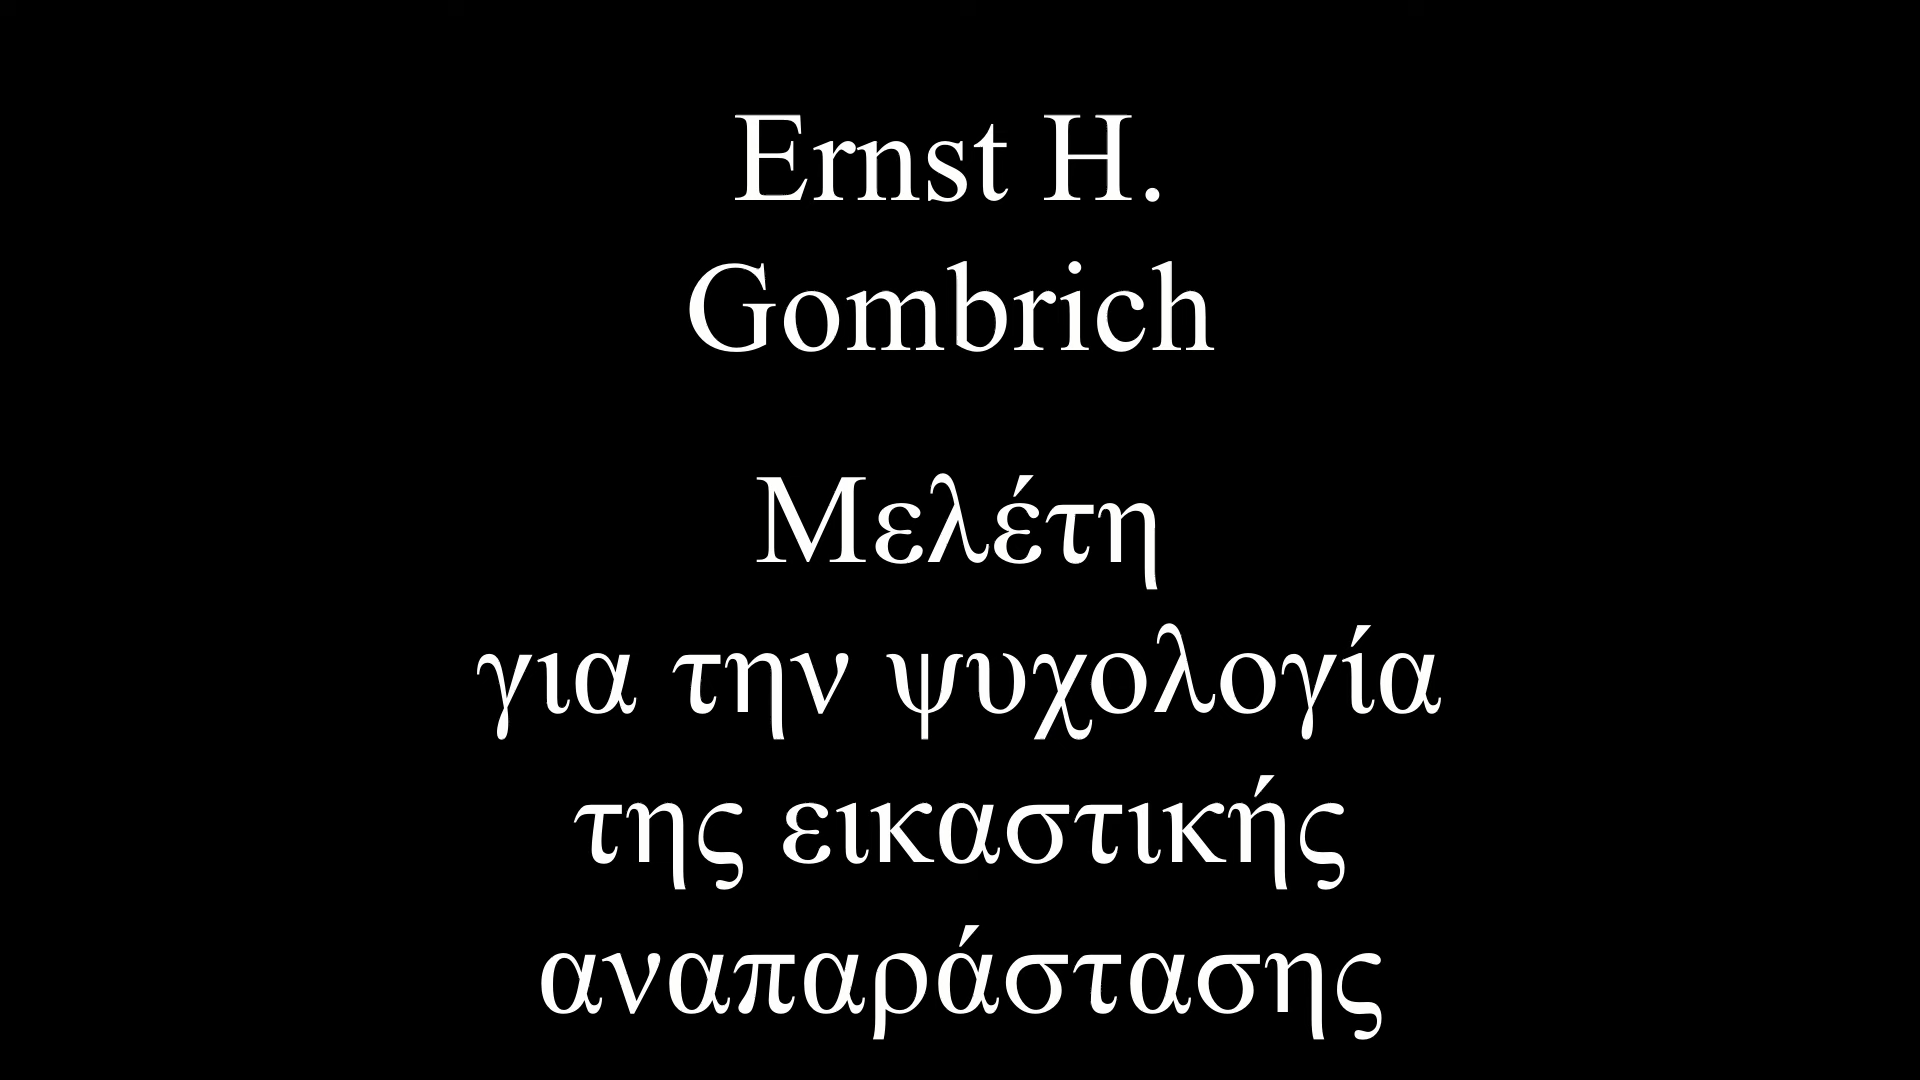 Ernst H.
Gombrich
Μελέτη
για την ψυχολογία
της εικαστικής
αναπαράστασης